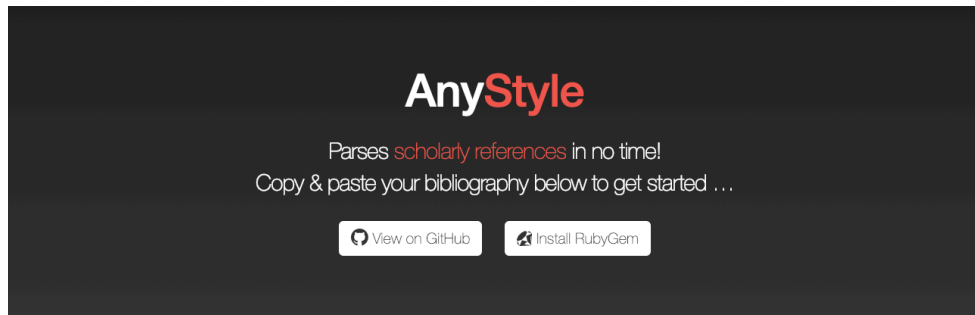 AnyStyle
Parses scholarly references in no time!
Copy & paste your bibliography below to get started …
View on GitHub
Install RubyGem